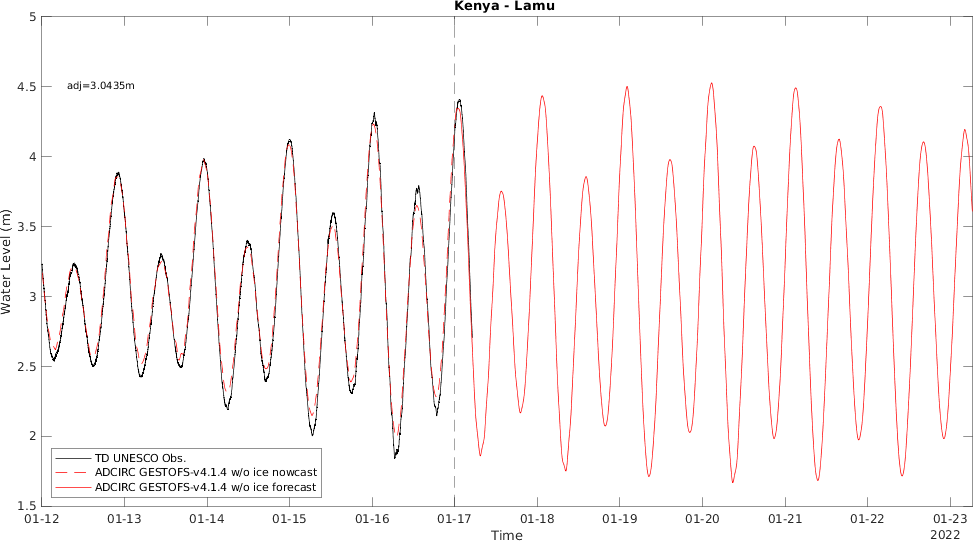 Kenya - Lamu
5
4.5
4
3.5
3
2.5
2
1.5
Water Level (m)
adj=3.0435m
TD UNESCO Obs.
ADCIRC GESTOFS-v4.1.4 w/o ice nowcast
ADCIRC GESTOFS-v4.1.4 w/o ice forecast
01-12 01-13 01-14 01-15 01-16 01-17 01-18 01-19 01-20 01-21 01-22 01-23
Time
2022